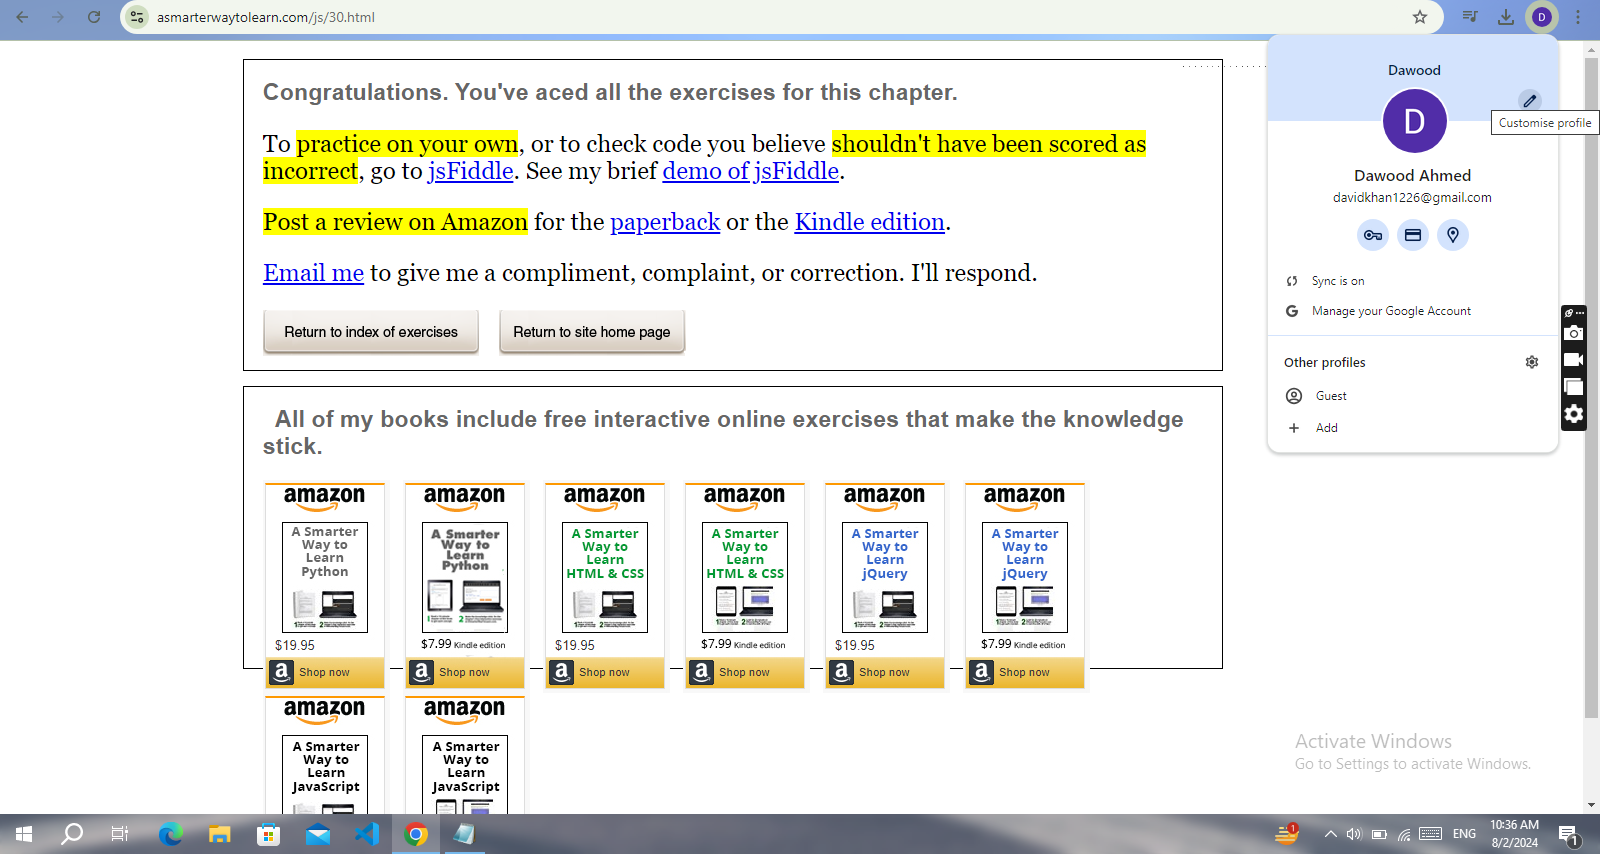 asmarterwaytolearn.com/js/30.html
D
Congratulations. You've aced all the exercises for this chapter.
To practice on your own, or to check code you believe shouldn't have been scored as
incorrect, go to jsFiddle. See my brief demo of jsFiddle.
Post a review on Amazon for the paperback or the Kindle edition.
Email me to give me a compliment, complaint, or correction. I'll respond.
Return to index of exercises
Return to site home page
Dawood
Customise profile
D
Dawood Ahmed
davidkhan1226@gmail.com
Sync is on
G Manage your Google Account
Other profiles
Guest
Add
All of my books include free interactive online exercises that make the knowledge
stick.
amazon
A Smarter
Way to
Learn
Python
$19.95
a Shop now
amazon
A Smarter
Way to
Learn
Python
$7.99 Kindle edition
a Shop now
amazon
A Smarter
Way to
Learn
HTML & CSS
$19.95
a Shop now
amazon
A Smarter
Way to
Learn
HTML & CSS
$7.99 Kindle edition
a Shop now
amazon
A Smarter
Way to
Learn
jQuery
$19.95
a Shop now
amazon
A Smarter
Way to
Learn
jQuery
$7.99 Kindle edition
a Shop now
amazon
A Smarter
Way to
Learn
JavaScript
amazon
A Smarter
Way to
Learn
JavaScript
Activate Windows
Go to Settings to activate Windows.
1
ENG
10:36 AM
8/2/2024
1